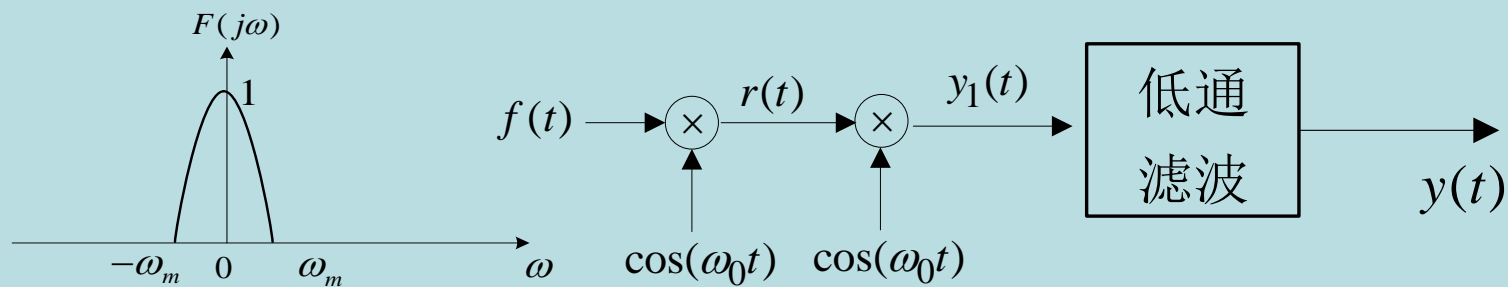 F(jω)
1
−ω_m 0 ω_m ω
f(t) × r(t) × y₁(t)
cos(ω₀t) cos(ω₀t)
低通
滤波
y(t)